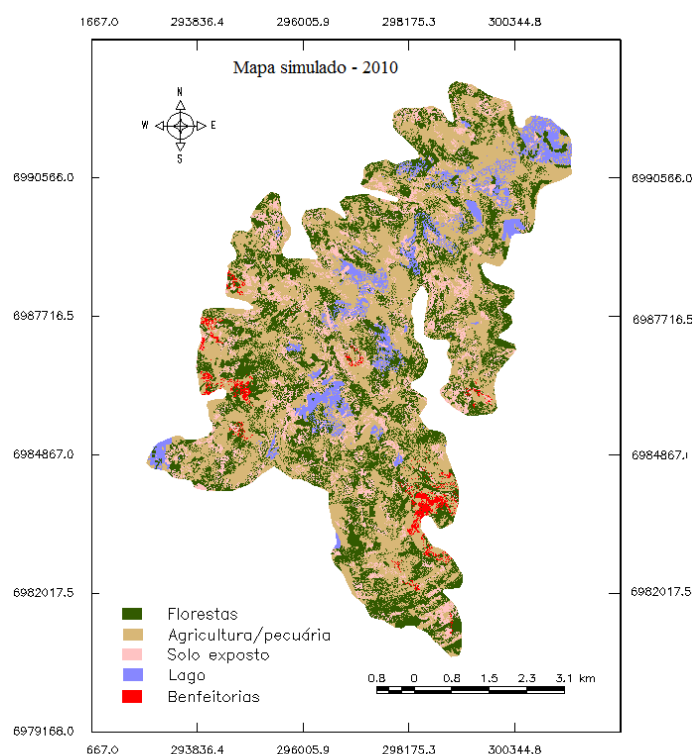 1667.0 293836.4 296005.9 298175.3 300344.8
Mapa simulado - 2010
N
W E
S
6990566.0 6990566.0
6987716.5 6987716.5
6984867.0 6984867.0
6982017.5 6982017.5
Florestas
Agricultura/pecuária
Solo exposto
Lago
Benfeitorias
0.8 0 0.8 1.5 2.3 3.1 km
6979168.0 6979168.0
667.0 293836.4 296005.9 298175.3 300344.8